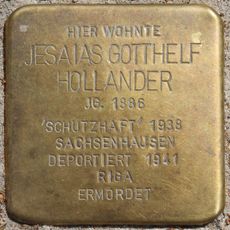 HIER WOHNTE
JESAIAS GOTTHELF
HOLLANDER
JG. 1886
'SCHUTZHAFT' 1938
SACHSENHAUSEN
DEPORTIERT 1941
RIGA
ERMORDET